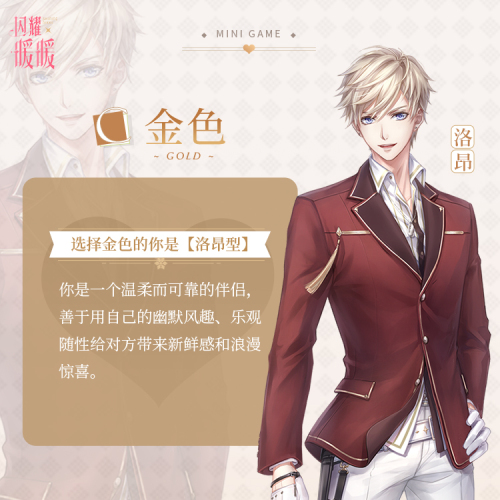 闪耀
暖暖
MINI GAME
金色
~ GOLD ~
洛昂
选择金色的你是【洛昂型】
你是一个温柔而可靠的伴侣，
善于用自己的幽默风趣、乐观
随性给对方带来新鲜感和浪漫
惊喜。